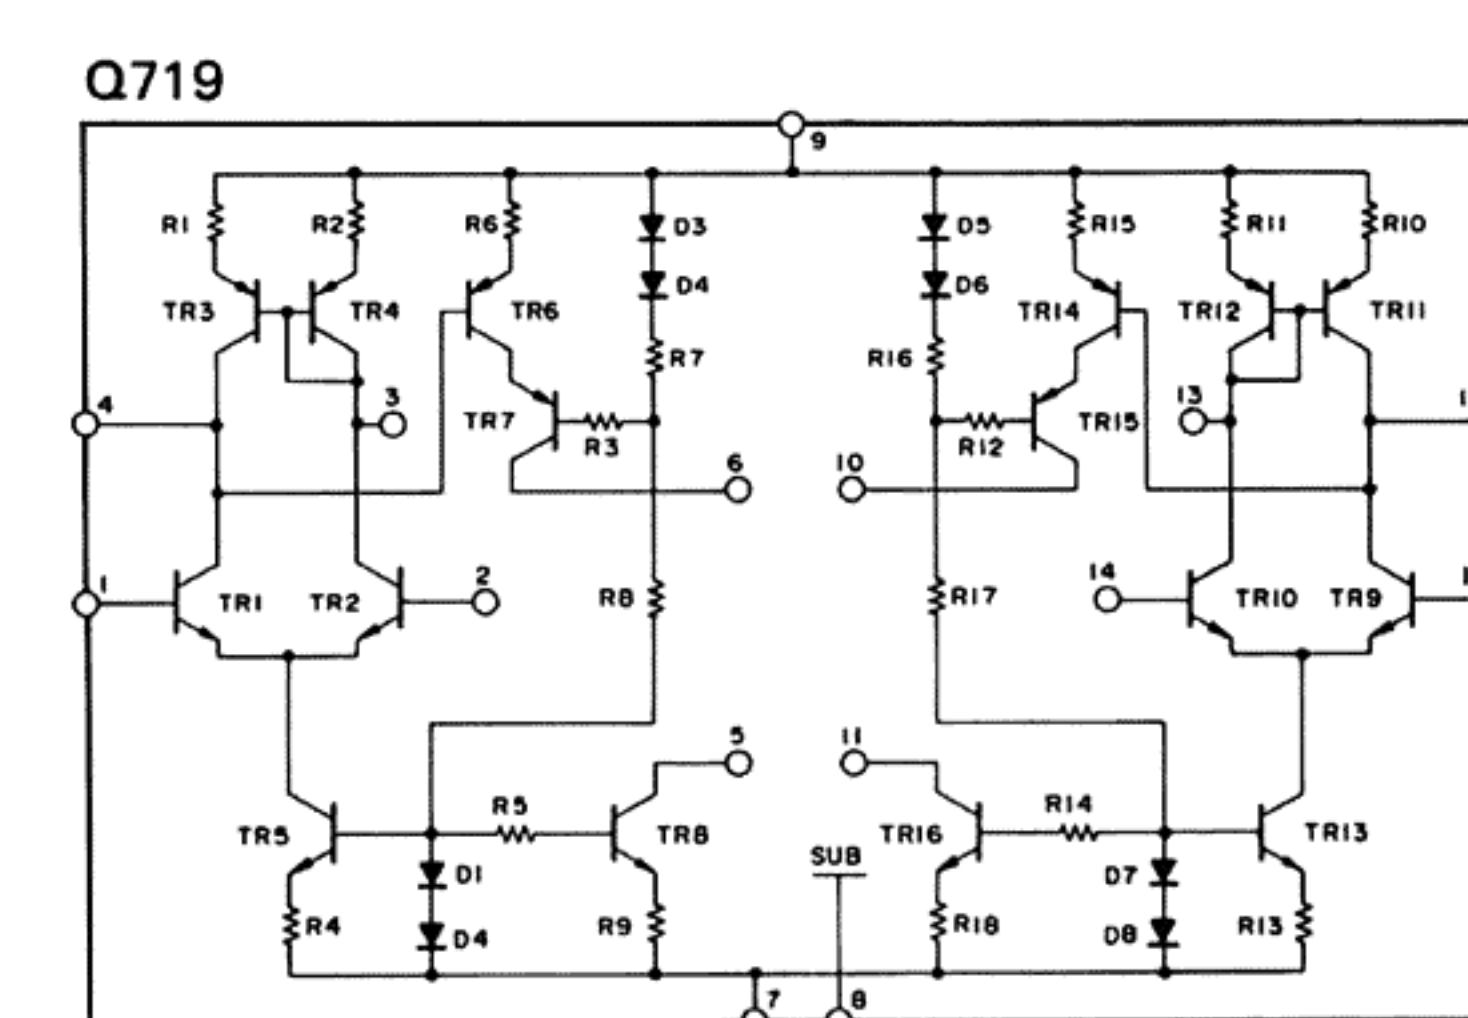 Q719
9
R1 R2 R6 D3 D5 R15 R11 R10
D4 D6
TR3 TR4 TR6 TR14 TR12 TR11
R7 R16
4 3 TR7 R3 R12 TR15 13 1
6 10
1 TR1 TR2 2 R8 R17 14 TR10 TR9 1
5 11
TR5 R5 TR8 TR16 R14 TR13
SUB
D1 D7
R4 D4 R9 R18 D8 R13
7 8